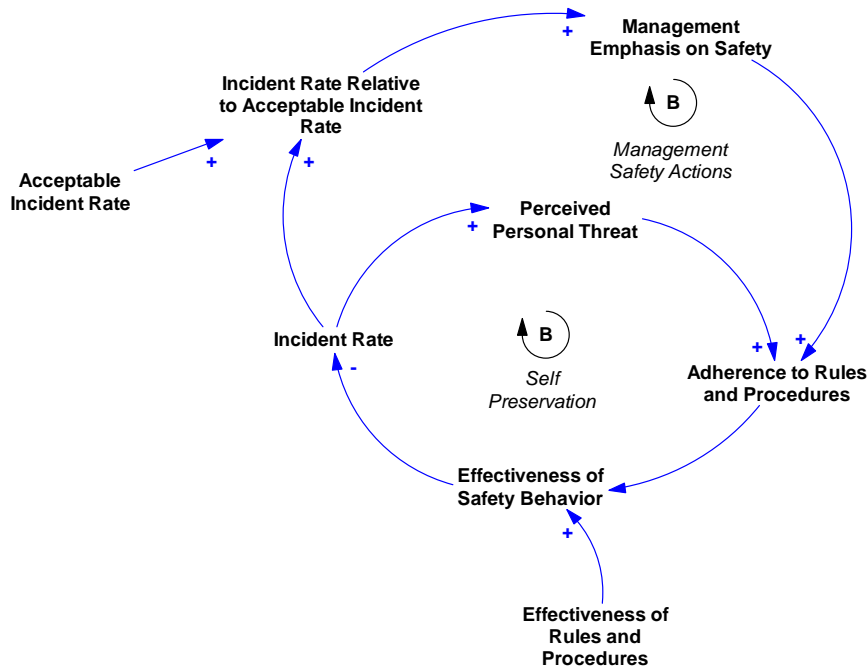 Management
Emphasis on Safety
+
Incident Rate Relative
to Acceptable Incident
Rate
B
Management
Safety Actions
+
+
Acceptable
Incident Rate
Perceived
Personal Threat
+
Incident Rate
B
Self
Preservation
-
+
+
Adherence to Rules
and Procedures
Effectiveness of
Safety Behavior
+
Effectiveness of
Rules and
Procedures